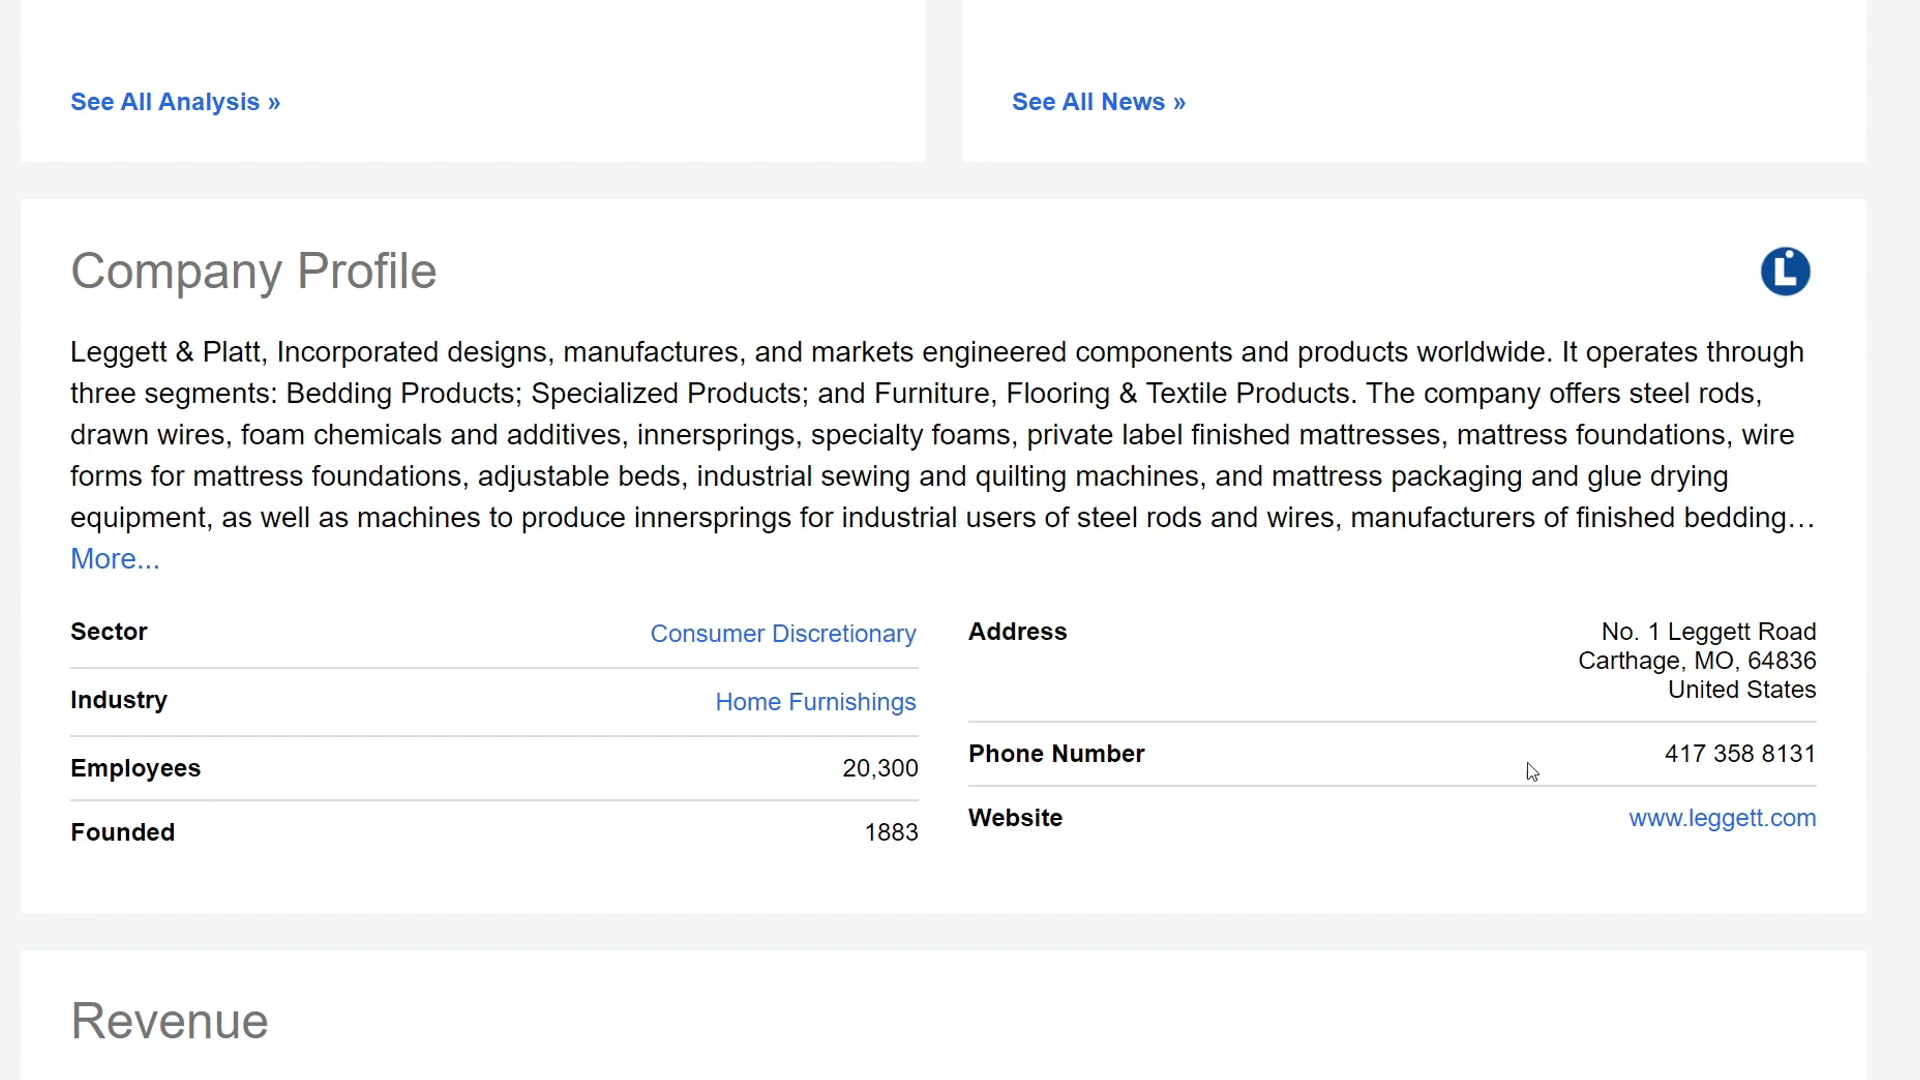 See All Analysis »
See All News »
Company Profile
L
Leggett & Platt, Incorporated designs, manufactures, and markets engineered components and products worldwide. It operates through
three segments: Bedding Products; Specialized Products; and Furniture, Flooring & Textile Products. The company offers steel rods,
drawn wires, foam chemicals and additives, innersprings, specialty foams, private label finished mattresses, mattress foundations, wire
forms for mattress foundations, adjustable beds, industrial sewing and quilting machines, and mattress packaging and glue drying
equipment, as well as machines to produce innersprings for industrial users of steel rods and wires, manufacturers of finished bedding…
More...
Sector Consumer Discretionary
Industry Home Furnishings
Employees 20,300
Founded 1883
Address No. 1 Leggett Road
Carthage, MO, 64836
United States
Phone Number 417 358 8131
Website www.leggett.com
Revenue